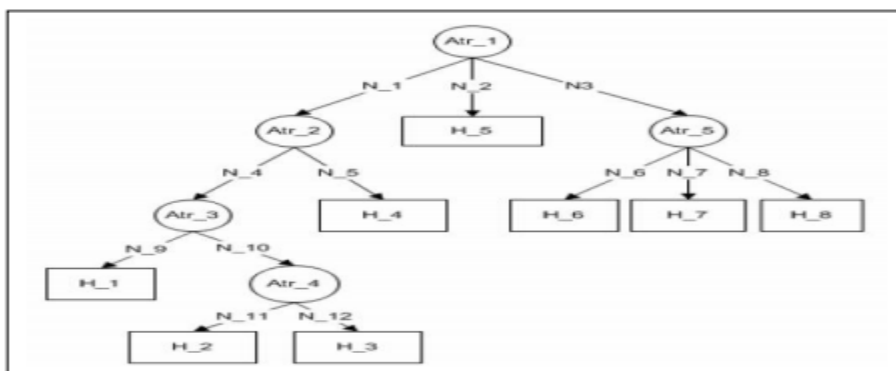 Atr_1
N_1 N_2 N3
Atr_2 H_5 Atr_5
N_4 N_5 N_6 N_7 N_8
Atr_3 H_4 H_6 H_7 H_8
N_9 N_10
H_1 Atr_4
N_11 N_12
H_2 H_3